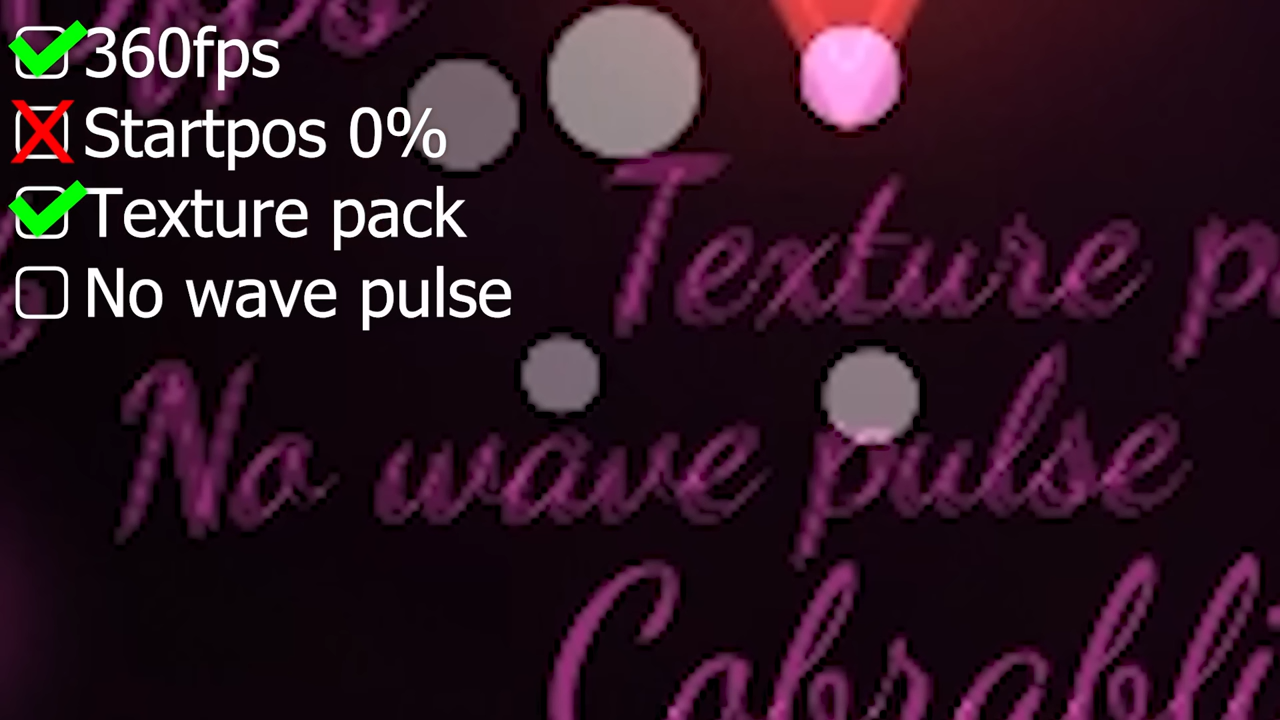 360fps
Startpos 0%
Texture pack
No wave pulse
Texture
No wave pulse